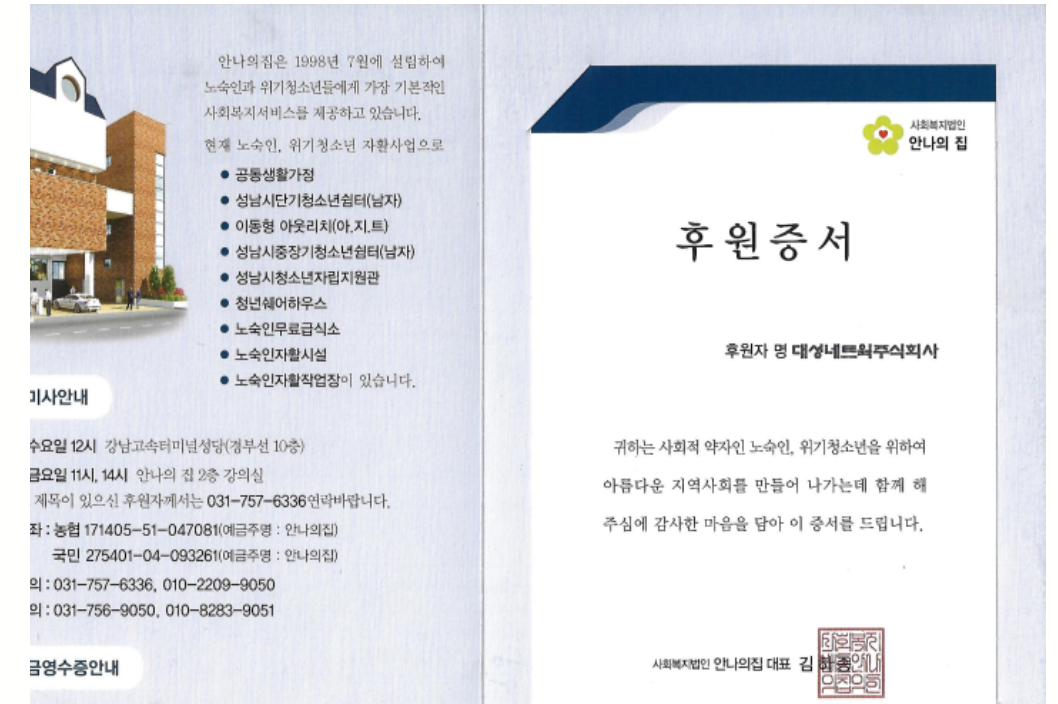 안나의집은 1998년 7월에 설립하여
노숙인과 위기청소년들에게 가장 기본적인
사회복지서비스를 제공하고 있습니다.
현재 노숙인, 위기청소년 자활사업으로
● 공동생활가정
● 성남시단기청소년쉼터(남자)
● 이동형 아웃리치(아.지.트)
● 성남시중장기청소년쉼터(남자)
● 성남시청소년자립지원관
● 청년쉐어하우스
● 노숙인무료급식소
● 노숙인자활시설
● 노숙인자활작업장이 있습니다.
미사안내
수요일 12시 강남고속터미널성당(경부선 10층)
금요일 11시, 14시 안나의 집 2층 강의실
제목이 있으신 후원자께서는 031-757-6336연락바랍니다.
좌 : 농협 171405-51-047081(예금주명 : 안나의집)
국민 275401-04-093261(예금주명 : 안나의집)
의 : 031-757-6336, 010-2209-9050
의 : 031-756-9050, 010-8283-9051
금영수증안내
사회복지법인
안나의 집
후원증서
후원자 명 대성네트웍주식회사
귀하는 사회적 약자인 노숙인, 위기청소년을 위하여
아름다운 지역사회를 만들어 나가는데 함께 해
주심에 감사한 마음을 담아 이 증서를 드립니다.
사회복지법인 안나의집 대표 김하종